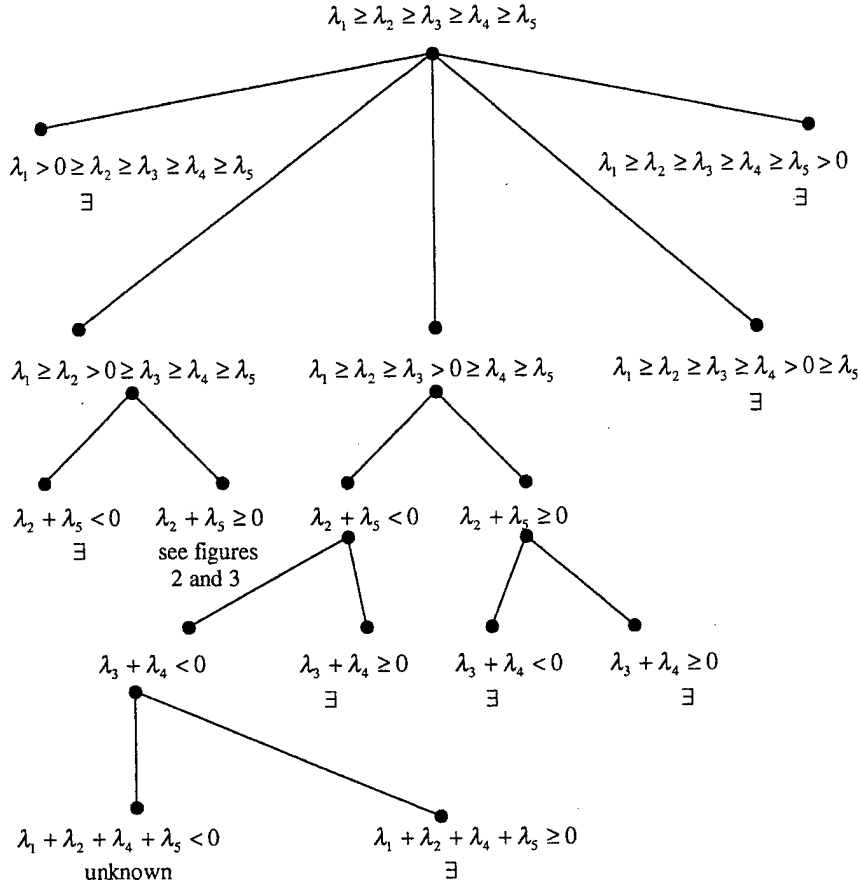 λ₁ ≥ λ₂ ≥ λ₃ ≥ λ₄ ≥ λ₅
λ₁ > 0 ≥ λ₂ ≥ λ₃ ≥ λ₄ ≥ λ₅
∃
λ₁ ≥ λ₂ ≥ λ₃ ≥ λ₄ ≥ λ₅ > 0
∃
λ₁ ≥ λ₂ > 0 ≥ λ₃ ≥ λ₄ ≥ λ₅
λ₁ ≥ λ₂ ≥ λ₃ > 0 ≥ λ₄ ≥ λ₅
λ₁ ≥ λ₂ ≥ λ₃ ≥ λ₄ > 0 ≥ λ₅
∃
λ₂ + λ₅ < 0
∃
λ₂ + λ₅ ≥ 0
see figures
2 and 3
λ₂ + λ₅ < 0
λ₂ + λ₅ ≥ 0
λ₃ + λ₄ < 0
λ₃ + λ₄ ≥ 0
∃
λ₃ + λ₄ < 0
∃
λ₃ + λ₄ ≥ 0
∃
λ₁ + λ₂ + λ₄ + λ₅ < 0
unknown
λ₁ + λ₂ + λ₄ + λ₅ ≥ 0
∃